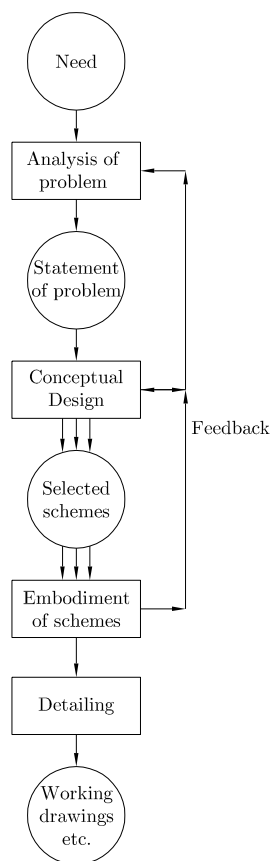 Need
Analysis of
problem
Statement
of problem
Conceptual
Design
Feedback
Selected
schemes
Embodiment
of schemes
Detailing
Working
drawings
etc.